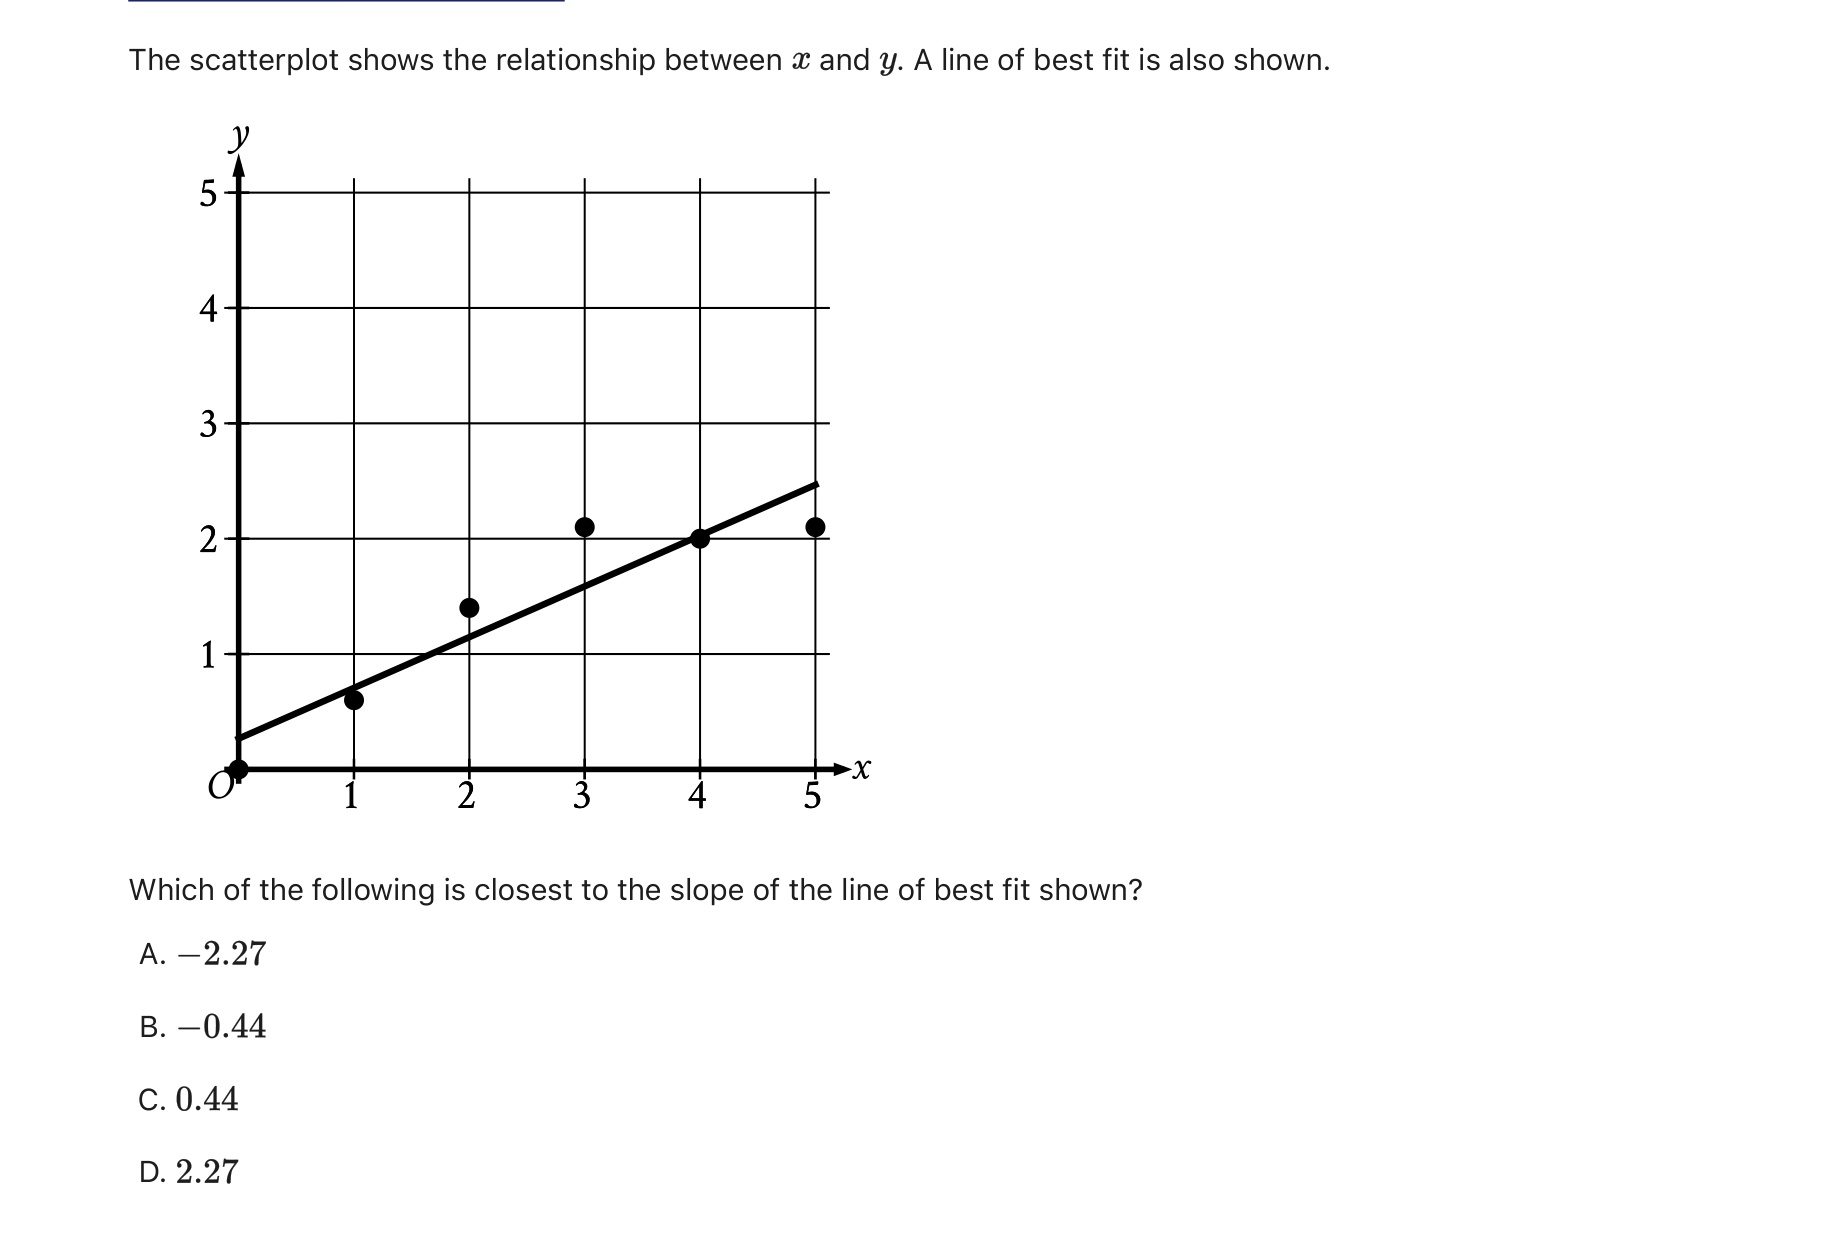 The scatterplot shows the relationship between x and y. A line of best fit is also shown.
y
5
4
3
2
1
O
x
1 2 3 4 5
Which of the following is closest to the slope of the line of best fit shown?
A. −2.27
B. −0.44
C. 0.44
D. 2.27